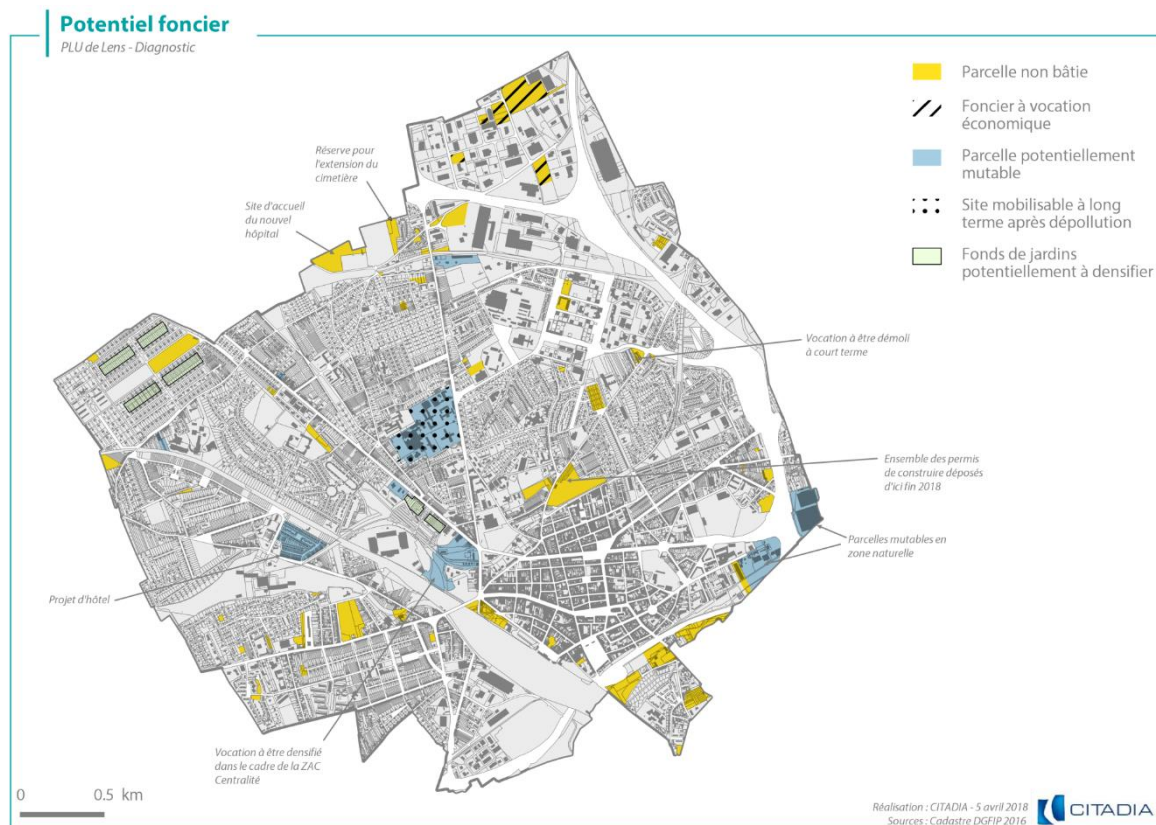 Potentiel foncier
PLU de Lens - Diagnostic
Parcelle non bâtie
Foncier à vocation
économique
Parcelle potentiellement
mutable
Site mobilisable à long
terme après dépollution
Fonds de jardins
potentiellement à densifier
Réserve pour
l'extension du
cimetière
Site d'accueil
du nouvel
hôpital
Vocation à être démoli
à court terme
Ensemble des permis
de construire déposés
d'ici fin 2018
Parcelles mutables en
zone naturelle
Projet d'hôtel
Vocation à être densifié
dans le cadre de la ZAC
Centralité
0 0.5 km
Réalisation : CITADIA - 5 avril 2018
Sources : Cadastre DGFIP 2016
CITADIA